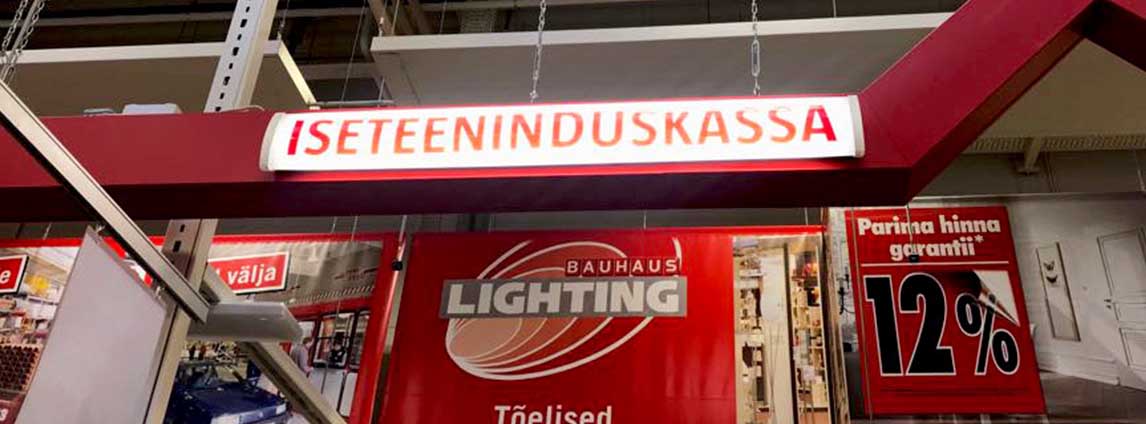 ISETEENINDUSKASSA
välja
BAUHAUS
LIGHTING
Tõelised
Parima hinna
garantii*
12%